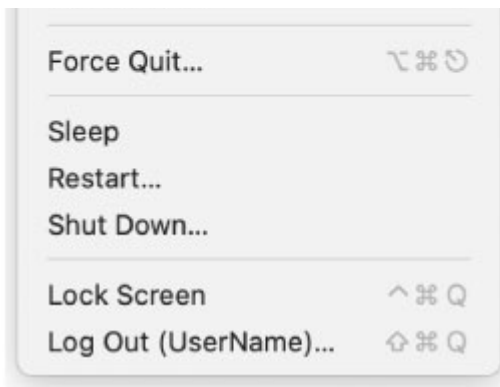 Force Quit... ⌥⌘⎋
Sleep
Restart...
Shut Down...
Lock Screen ^⌘Q
Log Out (UserName)... ⇧⌘Q